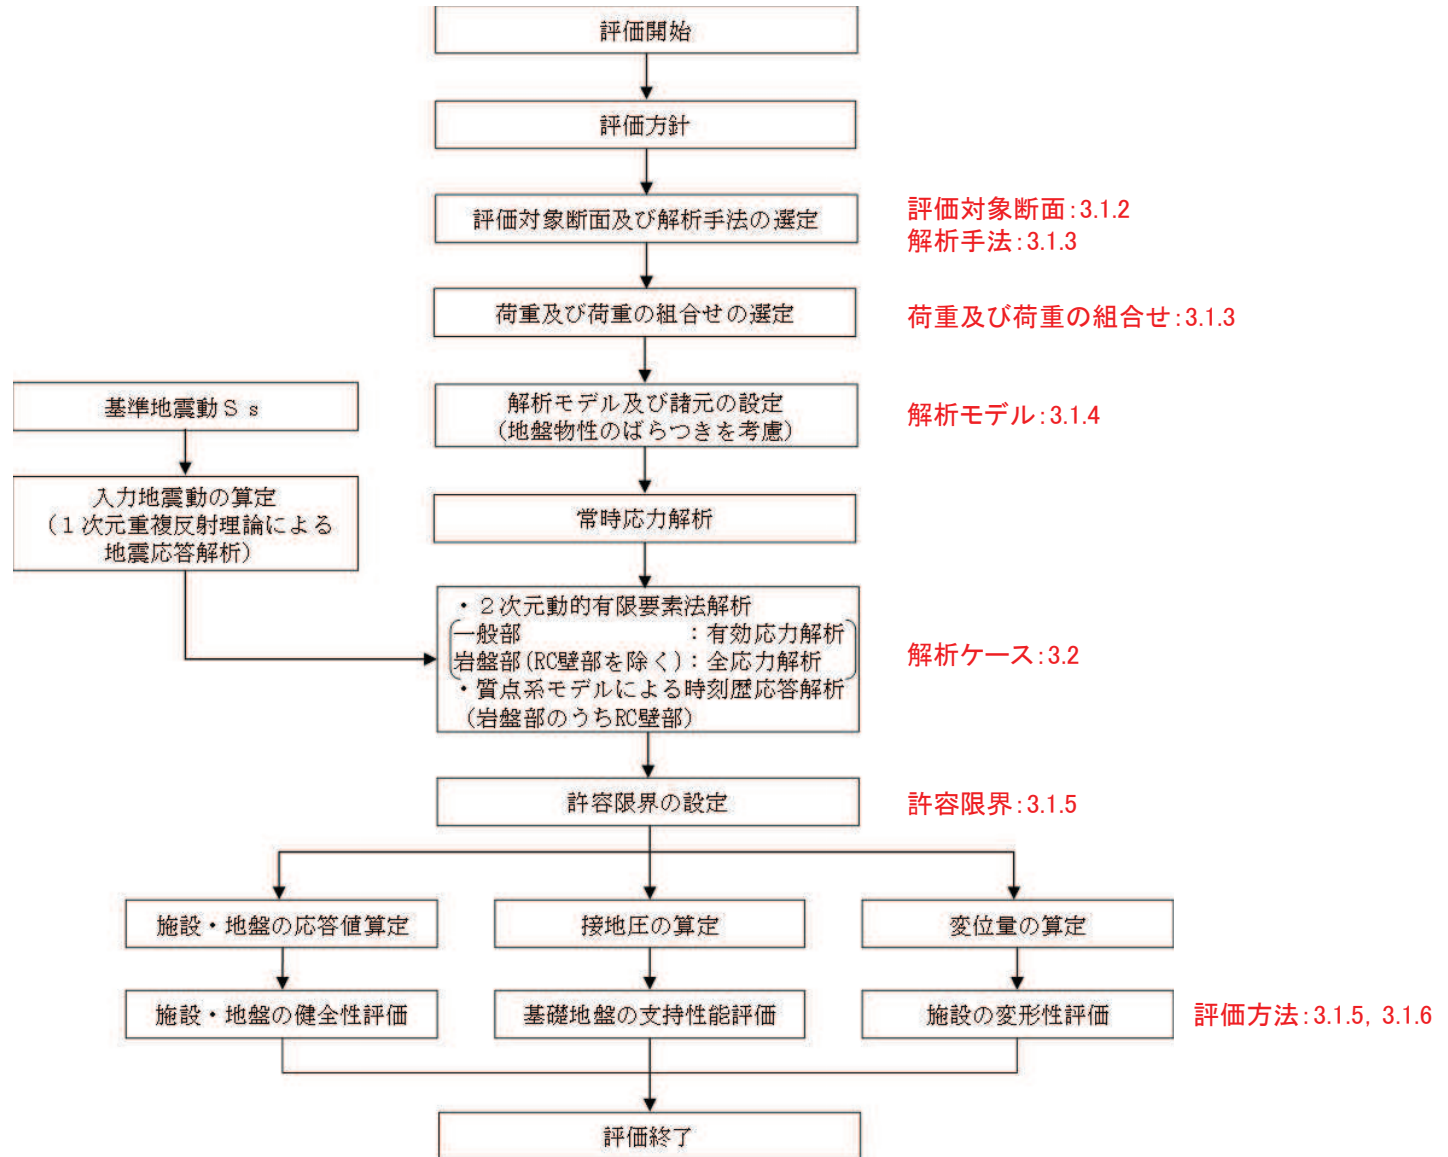 評価開始
評価方針
評価対象断面及び解析手法の選定
評価対象断面:3.1.2
解析手法:3.1.3
荷重及び荷重の組合せの選定
荷重及び荷重の組合せ:3.1.3
基準地震動Ss
解析モデル及び諸元の設定
(地盤物性のばらつきを考慮)
解析モデル:3.1.4
入力地震動の算定
(1次元重複反射理論による
地震応答解析)
常時応力解析
・2次元動的有限要素法解析
一般部 :有効応力解析
岩盤部(RC壁部を除く):全応力解析
・質点系モデルによる時刻歴応答解析
(岩盤部のうちRC壁部)
解析ケース:3.2
許容限界の設定
許容限界:3.1.5
施設・地盤の応答値算定
接地圧の算定
変位量の算定
施設・地盤の健全性評価
基礎地盤の支持性能評価
施設の変形性評価
評価方法:3.1.5, 3.1.6
評価終了